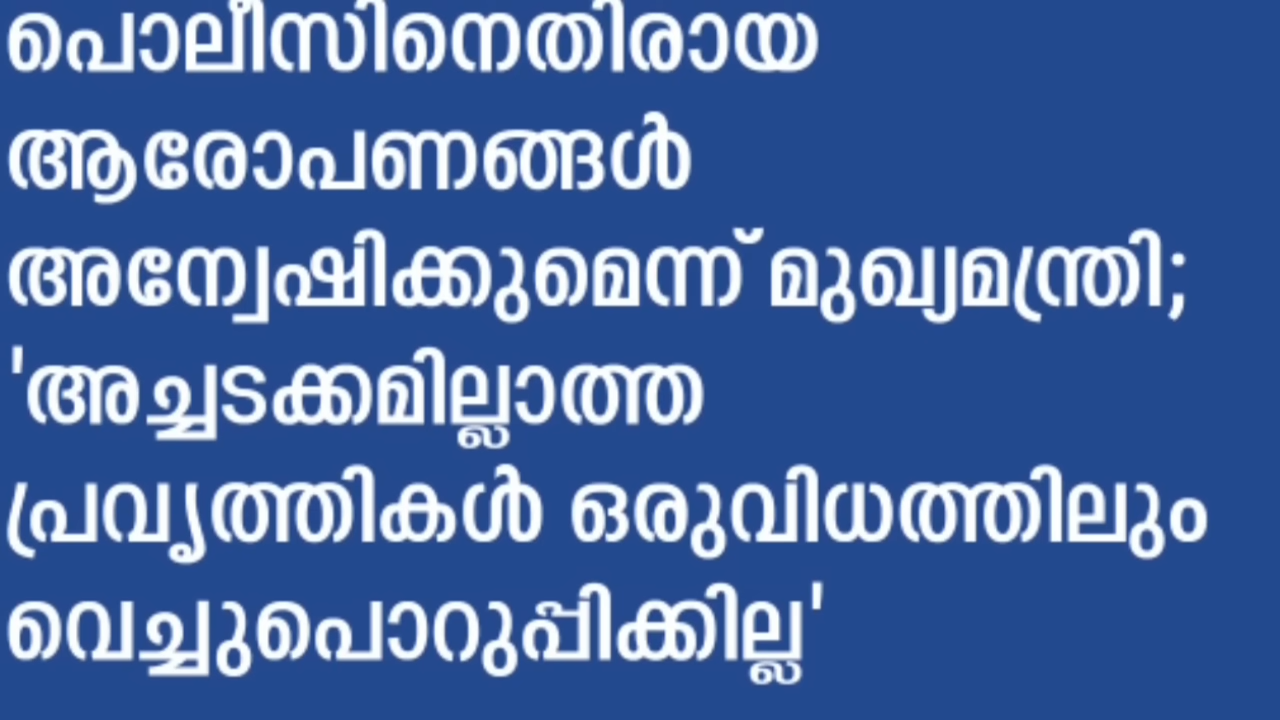 പൊലീസിനെതിരായ
ആരോപണങ്ങൾ
അന്വേഷിക്കുമെന്ന് മുഖ്യമന്ത്രി;
'അച്ചടക്കമില്ലാത്ത
പ്രവൃത്തികൾ ഒരുവിധത്തിലും
വെച്ചുപൊറുപ്പിക്കില്ല'